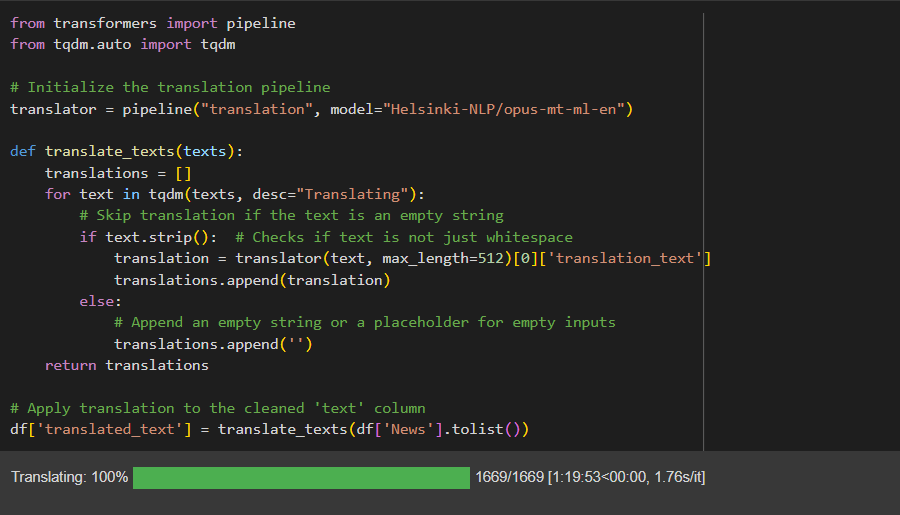 from transformers import pipeline
from tqdm.auto import tqdm
# Initialize the translation pipeline
translator = pipeline("translation", model="Helsinki-NLP/opus-mt-ml-en")
def translate_texts(texts):
    translations = []
    for text in tqdm(texts, desc="Translating"):
        # Skip translation if the text is an empty string
        if text.strip():  # Checks if text is not just whitespace
            translation = translator(text, max_length=512)[0]['translation_text']
            translations.append(translation)
        else:
            # Append an empty string or a placeholder for empty inputs
            translations.append('')
    return translations
# Apply translation to the cleaned 'text' column
df['translated_text'] = translate_texts(df['News'].tolist())
Translating: 100% 1669/1669 [1:19:53<00:00, 1.76s/it]